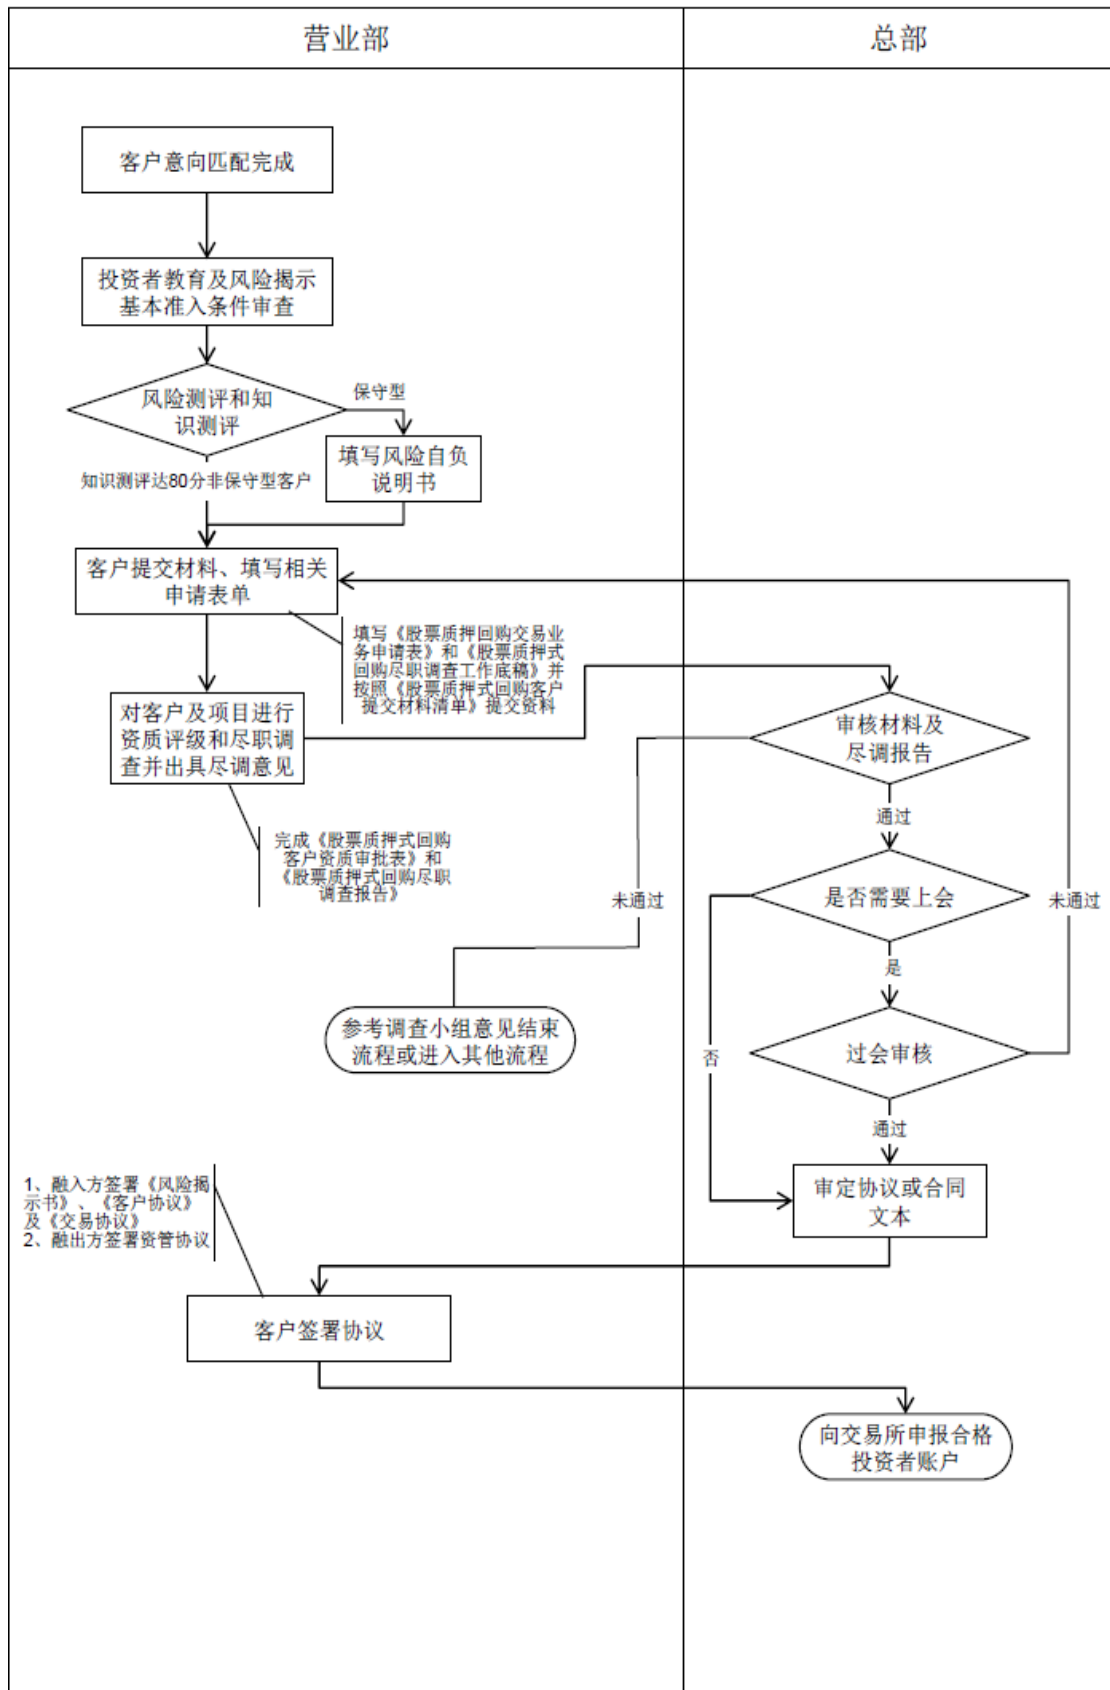 营业部
总部
客户意向匹配完成
投资者教育及风险揭示
基本准入条件审查
风险测评和知
识测评
保守型
填写风险自负
说明书
知识测评达80分非保守型客户
客户提交材料、填写相关
申请表单
填写《股票质押回购交易业
务申请表》和《股票质押式
回购尽职调查工作底稿》并
按照《股票质押式回购客户
提交材料清单》提交资料
对客户及项目进行
资质评级和尽职调
查并出具尽调意见
审核材料及
尽调报告
通过
完成《股票质押式回购
客户资质审批表》和
《股票质押式回购尽职
调查报告》
未通过
是否需要上会
未通过
是
参考调查小组意见结束
流程或进入其他流程
否
过会审核
通过
1、融入方签署《风险揭
示书》、《客户协议》
及《交易协议》
2、融出方签署资管协议
审定协议或合同
文本
客户签署协议
向交易所申报合格
投资者账户